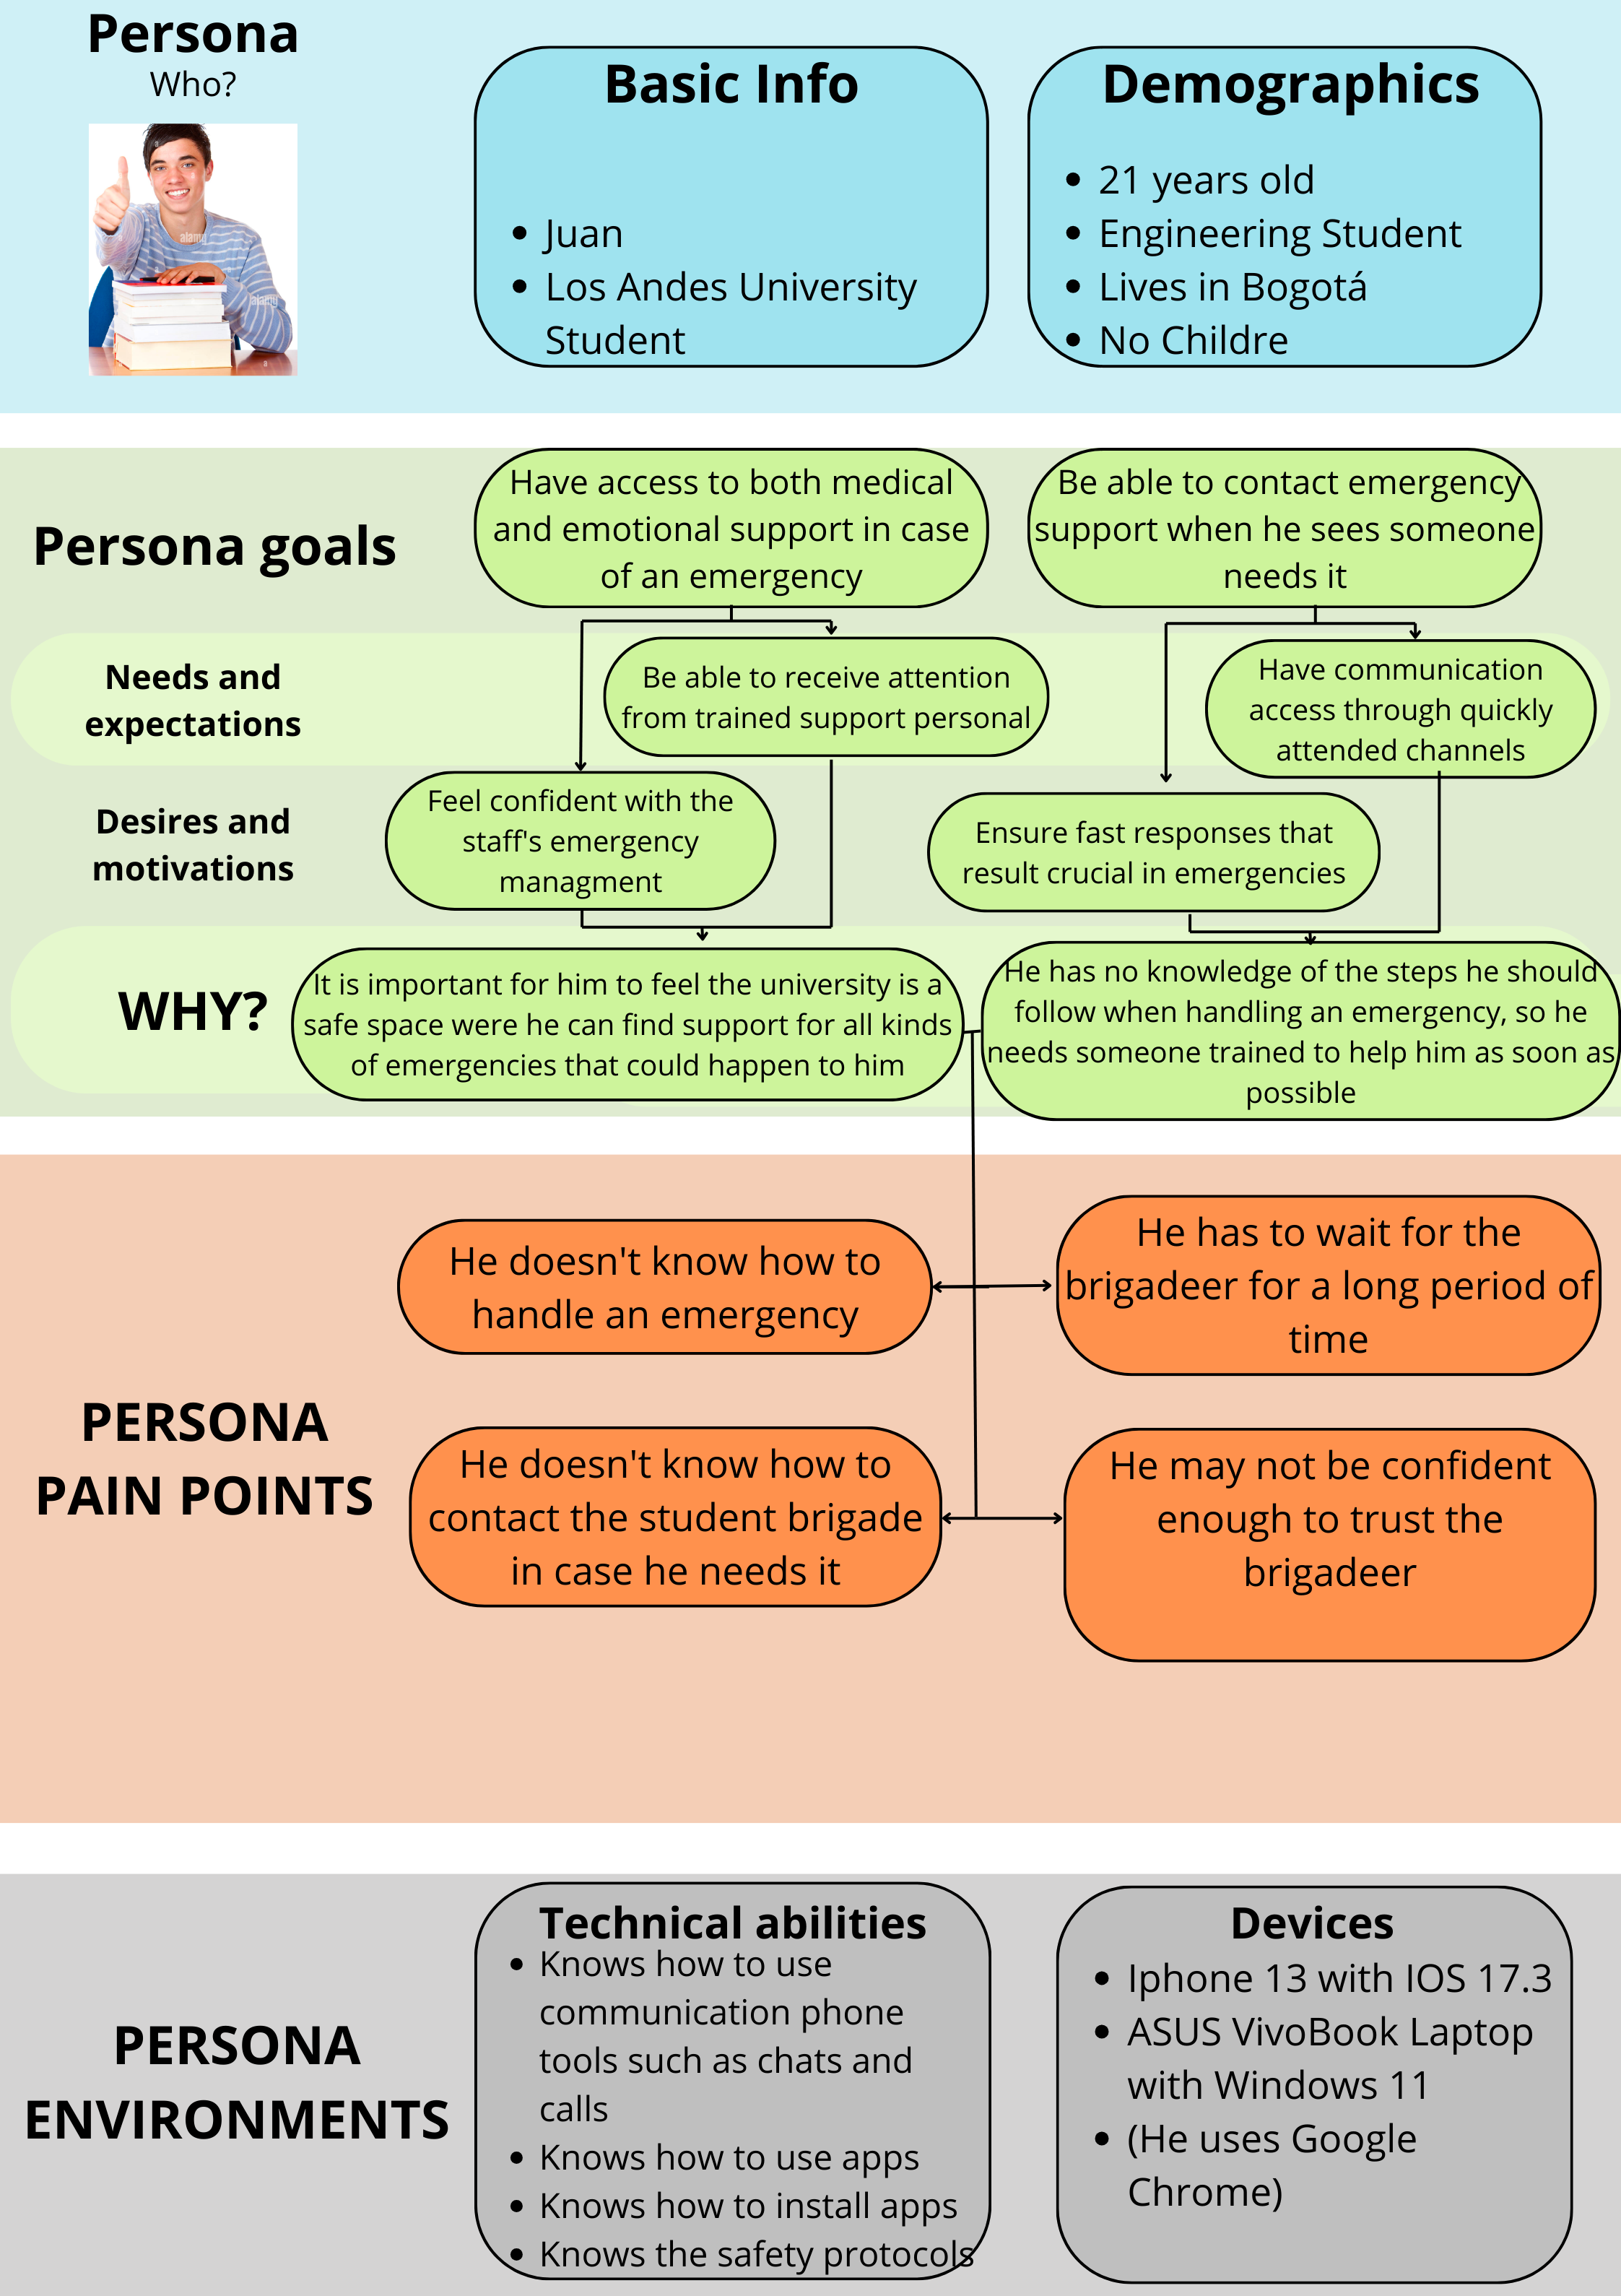 Persona
Who?
alamy
alamy
a
a
a
Basic Info
Juan
Los Andes University
Student
Demographics
21 years old
Engineering Student
Lives in Bogotá
No Childre
Persona goals
Have access to both medical
and emotional support in case
of an emergency
Be able to contact emergency
support when he sees someone
needs it
Needs and
expectations
Be able to receive attention
from trained support personal
Have communication
access through quickly
attended channels
Desires and
motivations
Feel confident with the
staff's emergency
managment
Ensure fast responses that
result crucial in emergencies
WHY?
It is important for him to feel the university is a
safe space were he can find support for all kinds
of emergencies that could happen to him
He has no knowledge of the steps he should
follow when handling an emergency, so he
needs someone trained to help him as soon as
possible
PERSONA
PAIN POINTS
He doesn't know how to
handle an emergency
He has to wait for the
brigadeer for a long period of
time
He doesn't know how to
contact the student brigade
in case he needs it
He may not be confident
enough to trust the
brigadeer
PERSONA
ENVIRONMENTS
Technical abilities
Knows how to use
communication phone
tools such as chats and
calls
Knows how to use apps
Knows how to install apps
Knows the safety protocols
Devices
Iphone 13 with IOS 17.3
ASUS VivoBook Laptop
with Windows 11
(He uses Google
Chrome)